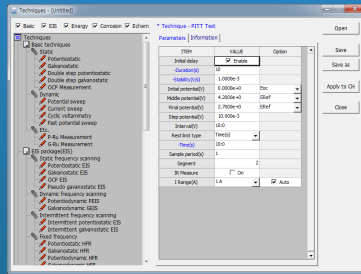 Techniques - (Untitled)
Basic EIS Energy Corrosion Echem
Techniques
Basic techniques
Static
Potentiostatic
Galvanostatic
Double step potentiostatic
Double step galvanostatic
OCP Measurement
Dynamic
Potential sweep
Current sweep
Cyclic voltammetry
Fast potential sweep
Etc.
P-Ru Measurement
G-Ru Measurement
EIS package(EIS)
Static frequency scanning
Potentiostatic EIS
Galvanostatic EIS
OCP EIS
Pseudo galvanostatic EIS
Dynamic frequency scanning
Potentiodynamic PEIS
Galvanodynamic GEIS
Intermittent frequency scanning
Intermittent potentiostatic EIS
Intermittent galvanostatic EIS
Fixed frequency
Potentiostatic HFR
Galvanostatic HFR
Potentiodynamic HFR
Galvanodynamic HFR
* Technique - PITT Test
Parameters Information
ITEM VALUE Option
Initial delay Enable
-Duration(s) 10
-Stability(V/s) 1.0000e-3
Initial potential(V) 0.0000e+0 Eoc
Middle potential(V) 4.2000e+0 ERef
Final potential(V) 2.7000e+0 ERef
Interval(V) 10.000e-3
Rest limit type Time(s)
-Time(s) 10:0
Sample period(s) 1
Segment 2
IR Measure On
I Range(A) 1 A Auto
Open
Save
Save as
Apply to CH
Close